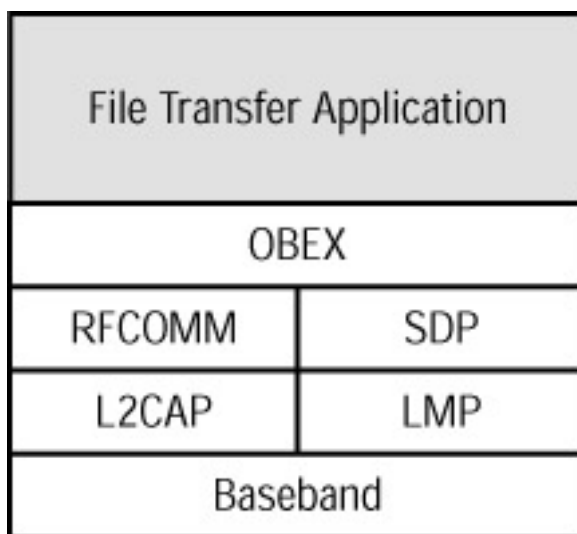 File Transfer Application
OBEX
RFCOMM SDP
L2CAP LMP
Baseband